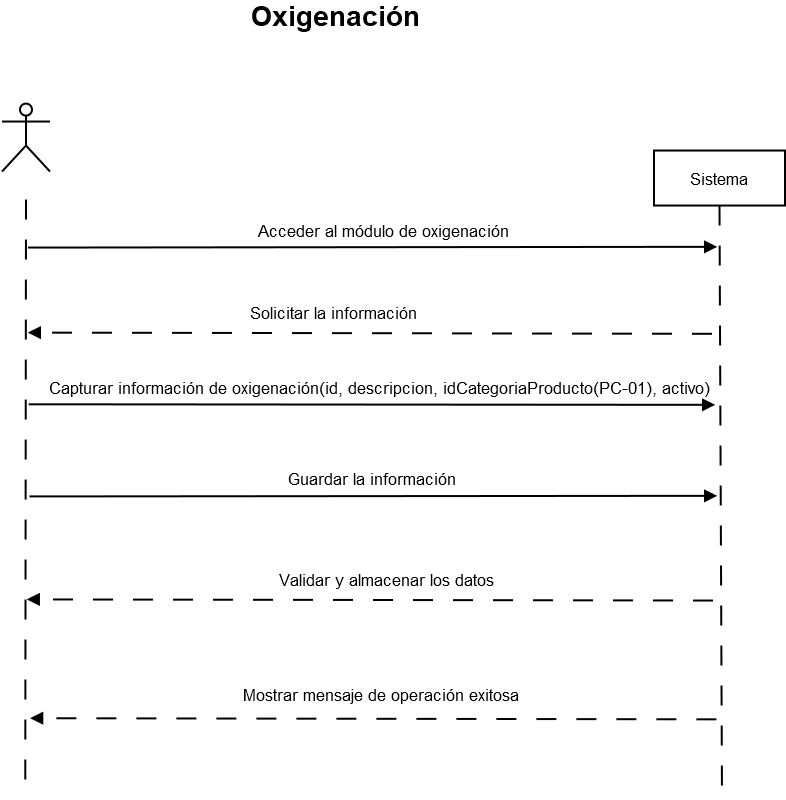 Oxigenación
Sistema
Acceder al módulo de oxigenación
Solicitar la información
Capturar información de oxigenación(id, descripcion, idCategoriaProducto(PC-01), activo)
Guardar la información
Validar y almacenar los datos
Mostrar mensaje de operación exitosa